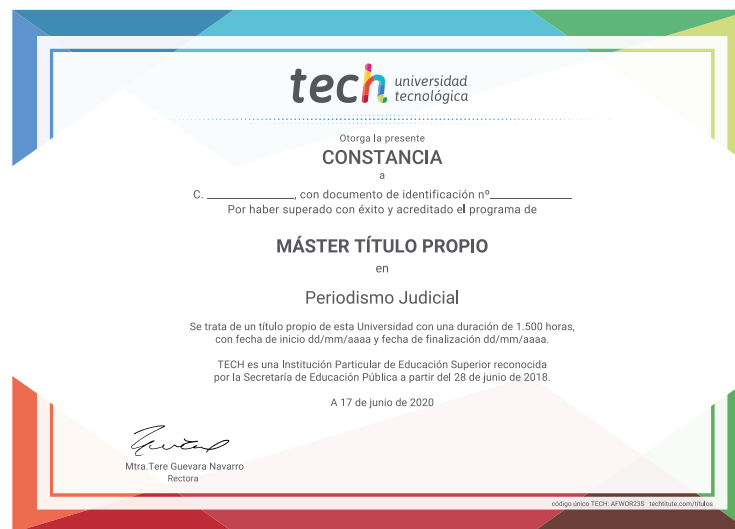 tech universidad
tecnológica
Otorga la presente
CONSTANCIA
a
C. ______________, con documento de identificación nº_____________
Por haber superado con éxito y acreditado el programa de
MÁSTER TÍTULO PROPIO
en
Periodismo Judicial
Se trata de un título propio de esta Universidad con una duración de 1.500 horas,
con fecha de inicio dd/mm/aaaa y fecha de finalización dd/mm/aaaa.
TECH es una Institución Particular de Educación Superior reconocida
por la Secretaría de Educación Pública a partir del 28 de junio de 2018.
A 17 de junio de 2020
Mtra.Tere Guevara Navarro
Rectora
código único TECH: AFWOR23S techtitute.com/titulos